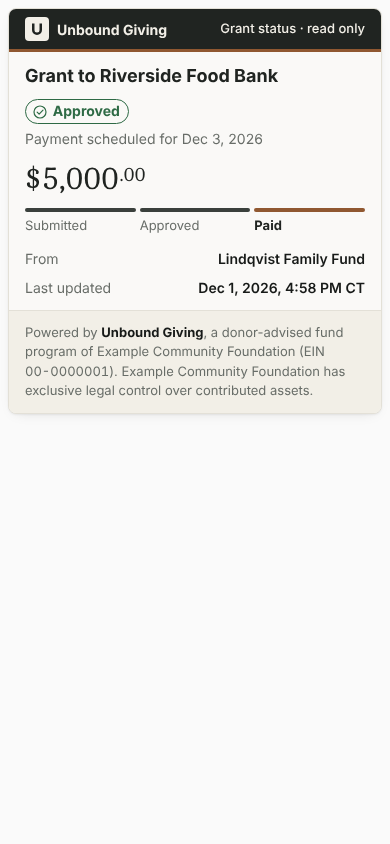 U Unbound Giving Grant status · read only
Grant to Riverside Food Bank
Approved
Payment scheduled for Dec 3, 2026
$5,000.00
Submitted Approved Paid
From Lindqvist Family Fund
Last updated Dec 1, 2026, 4:58 PM CT
Powered by Unbound Giving, a donor-advised fund
program of Example Community Foundation (EIN
00-0000001). Example Community Foundation has
exclusive legal control over contributed assets.